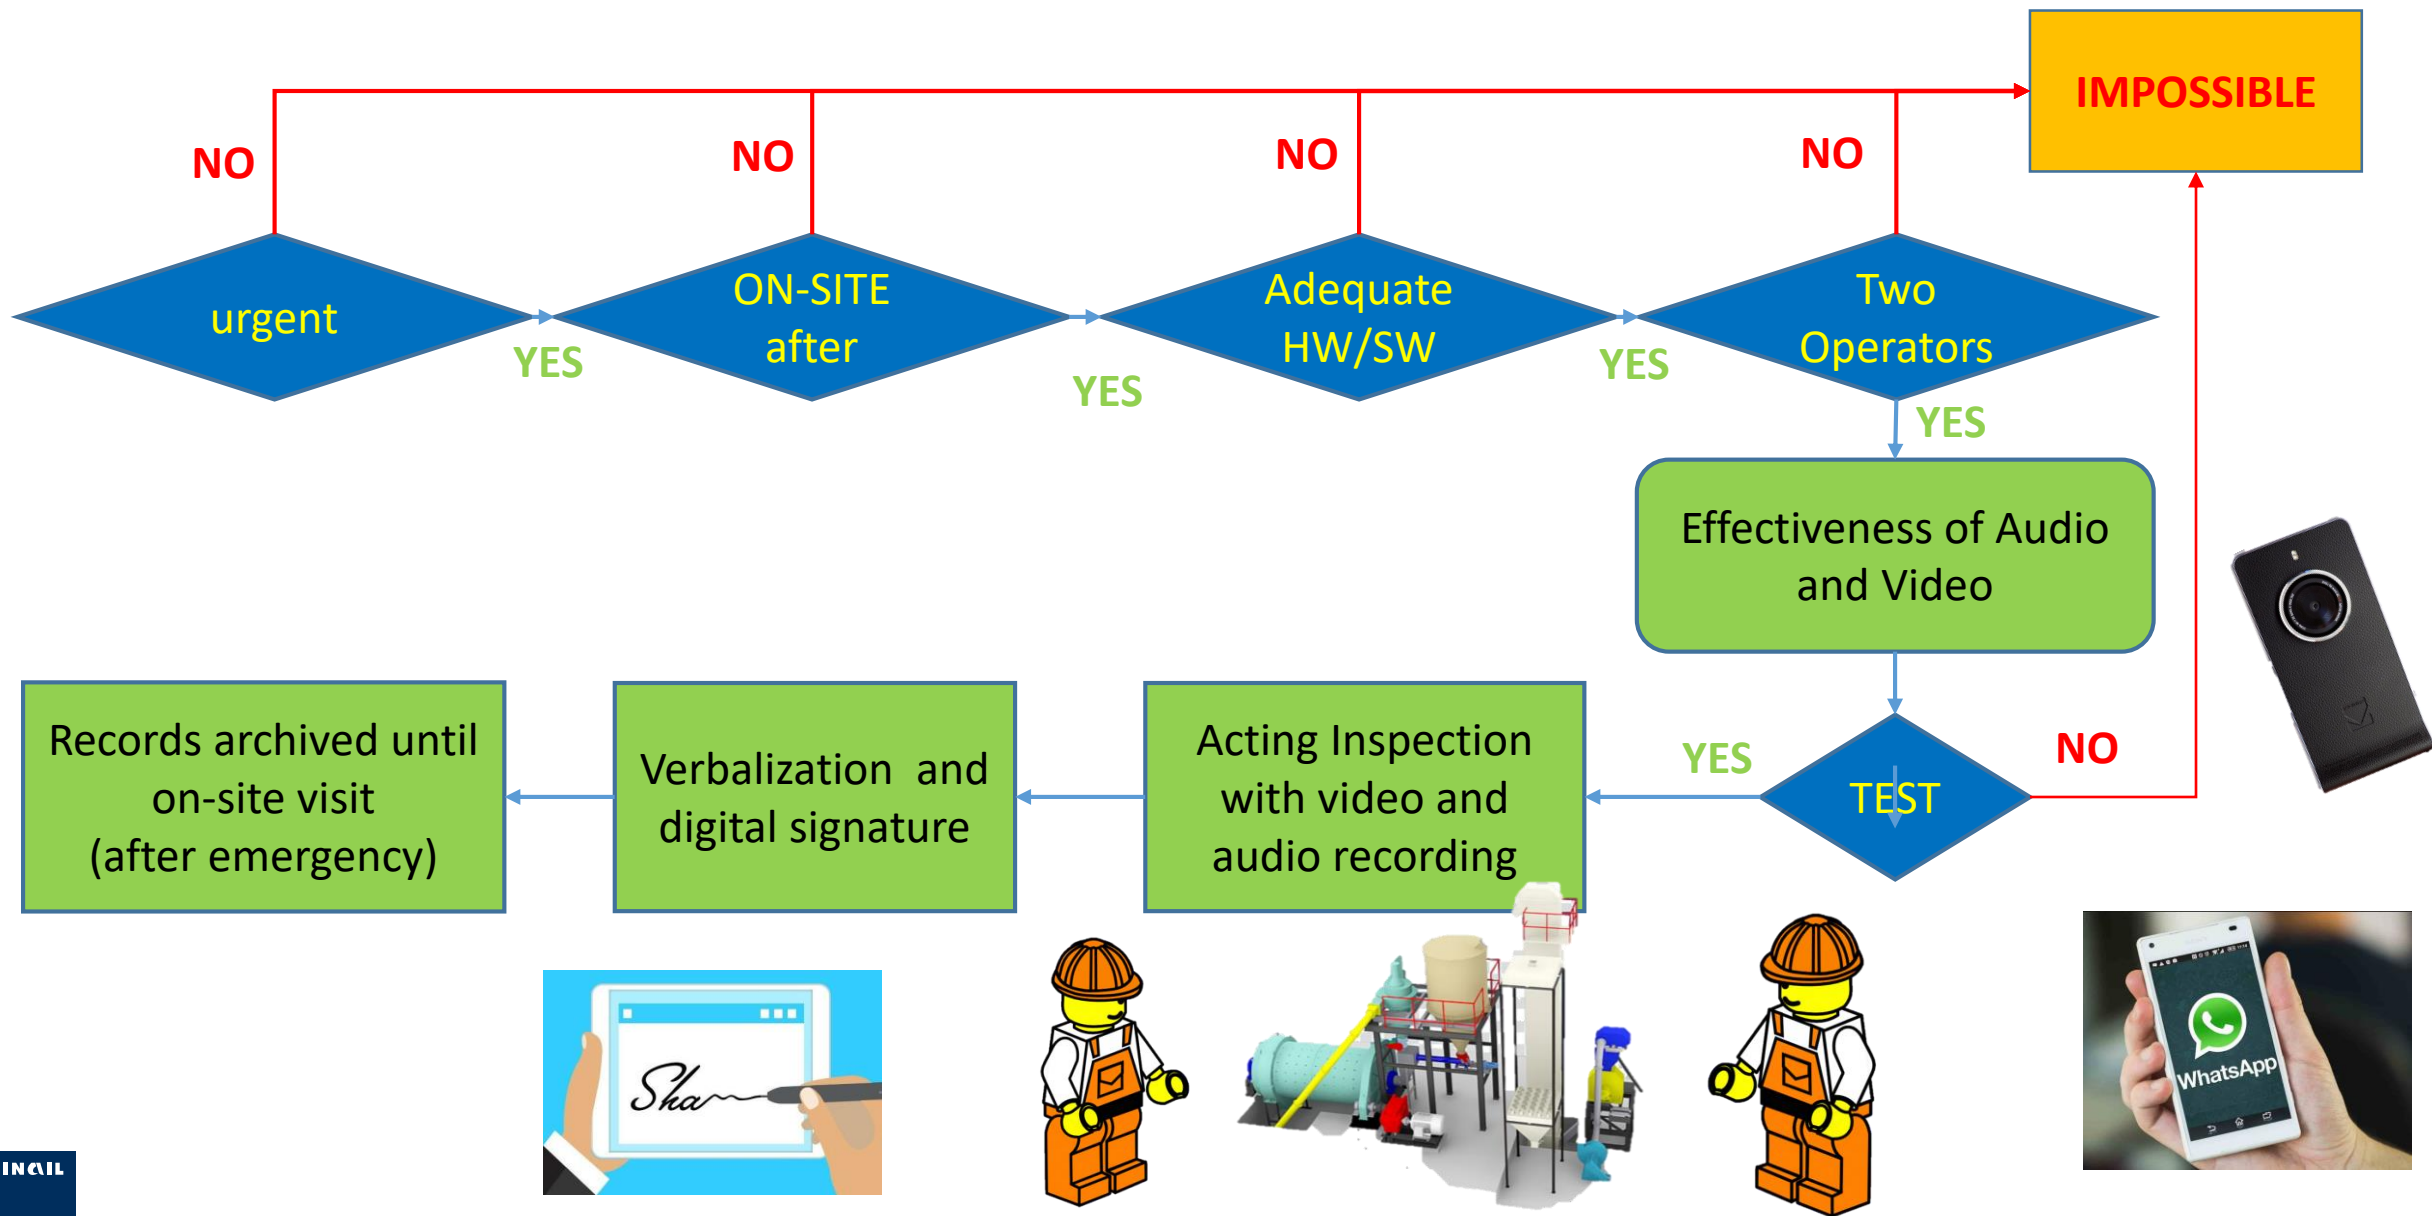 IMPOSSIBLE
NO
NO
NO
NO
urgent
YES
ON-SITE
after
YES
Adequate
HW/SW
YES
Two
Operators
YES
Effectiveness of Audio
and Video
TEST
NO
YES
Acting Inspection
with video and
audio recording
Verbalization and
digital signature
Records archived until
on-site visit
(after emergency)
Sha
WhatsApp
INAIL